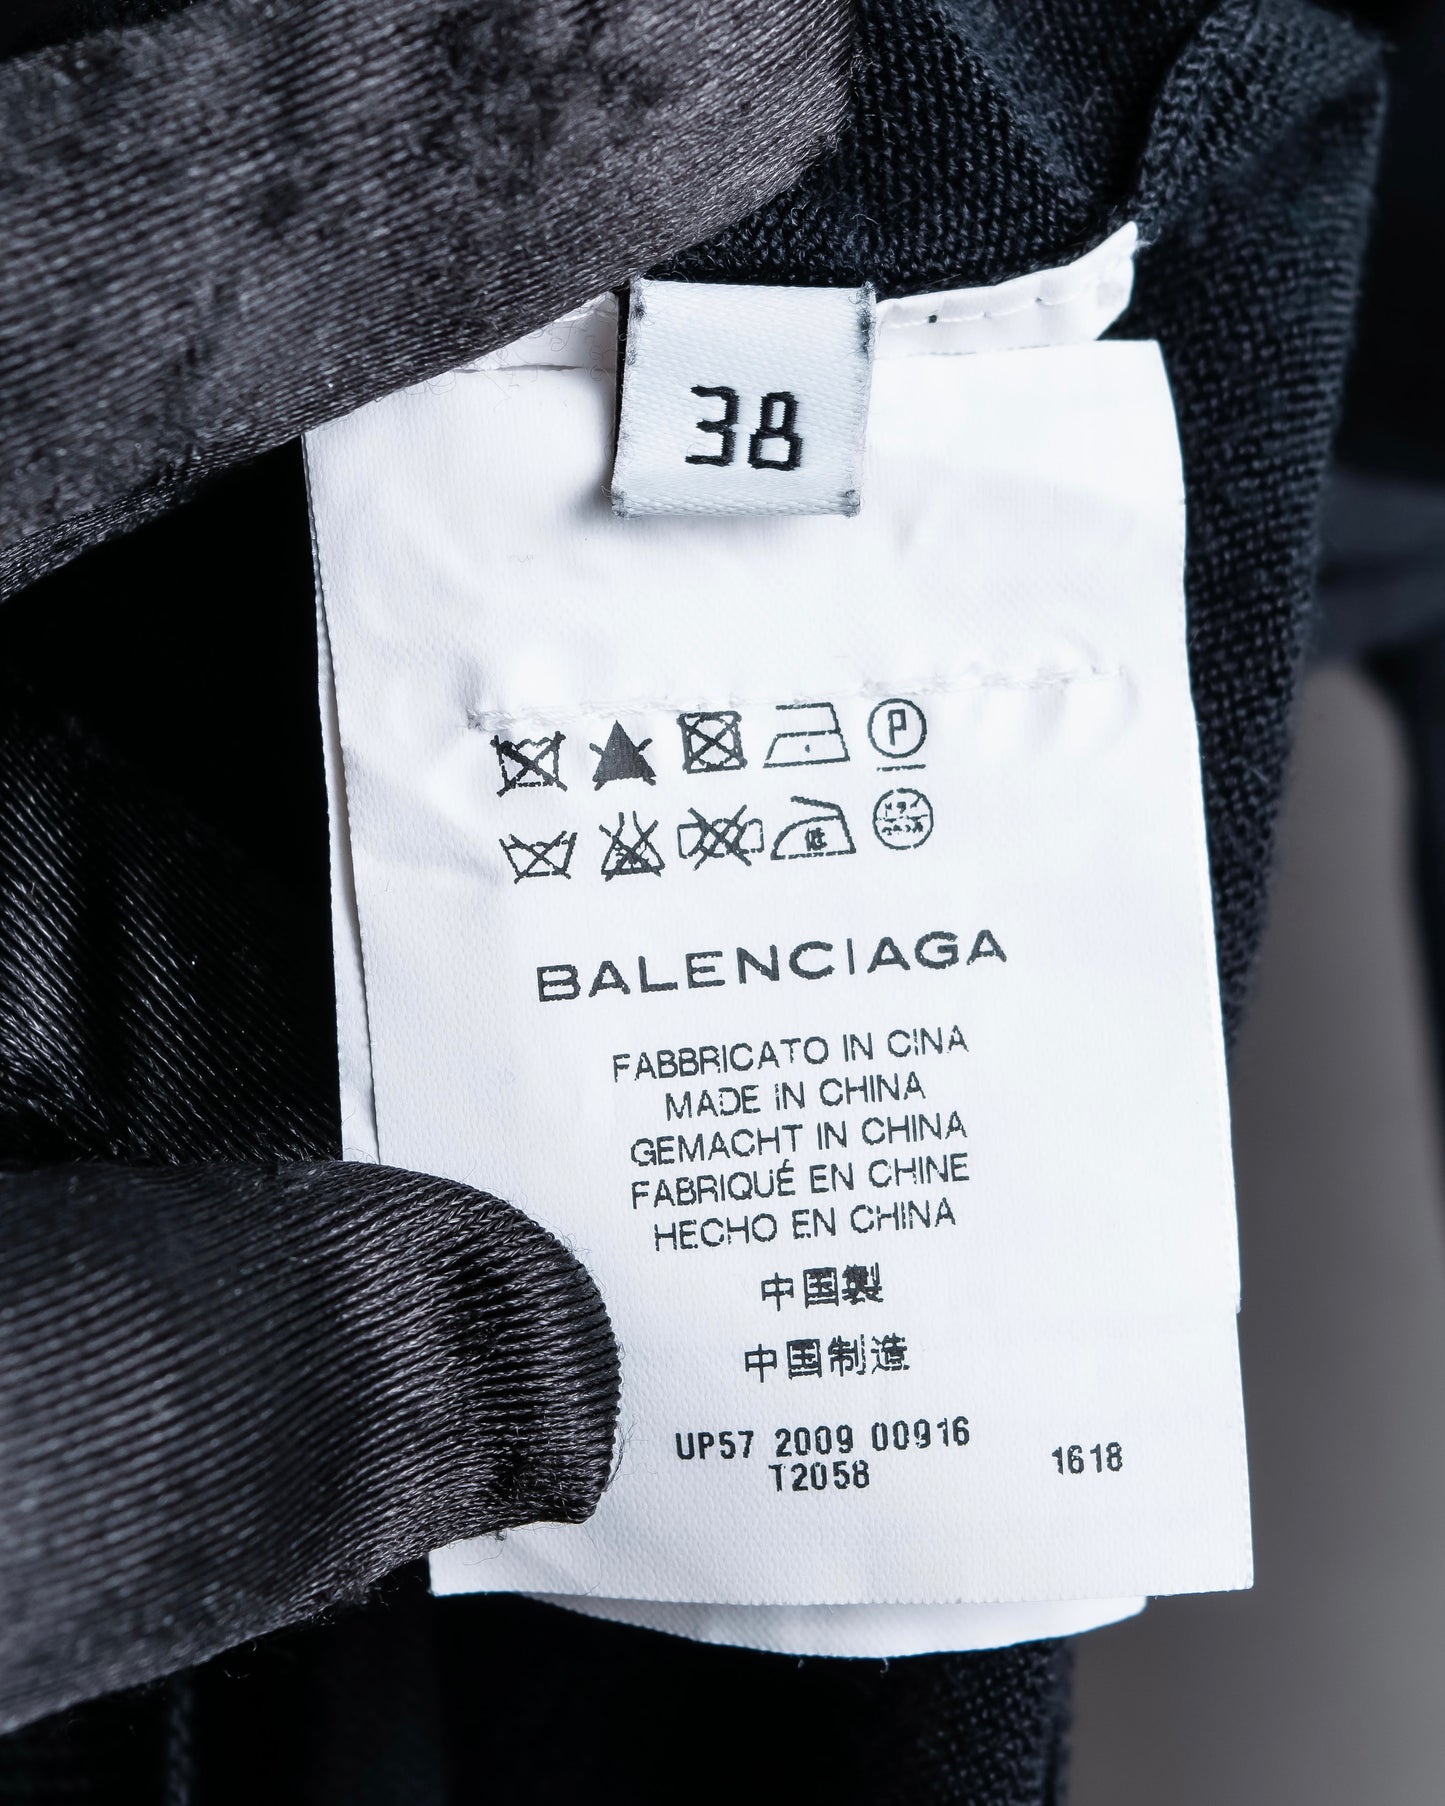 38
P
低
BALENCIAGA
FABBRICATO IN CINA
MADE IN CHINA
GEMACHT IN CHINA
FABRIQUÉ EN CHINE
HECHO EN CHINA
中国製
中国制造
UP57 2009 00916
T2058 1618